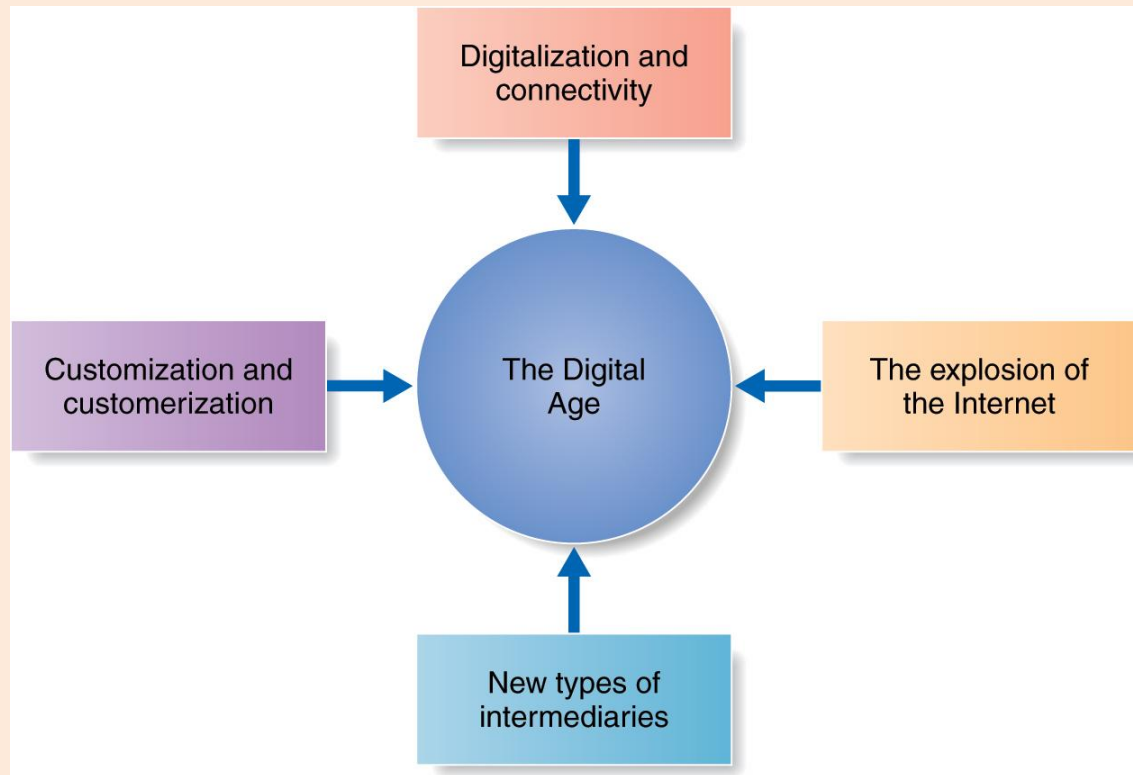 Digitalization and
connectivity
Customization and
customerization
The Digital
Age
The explosion of
the Internet
New types of
intermediaries